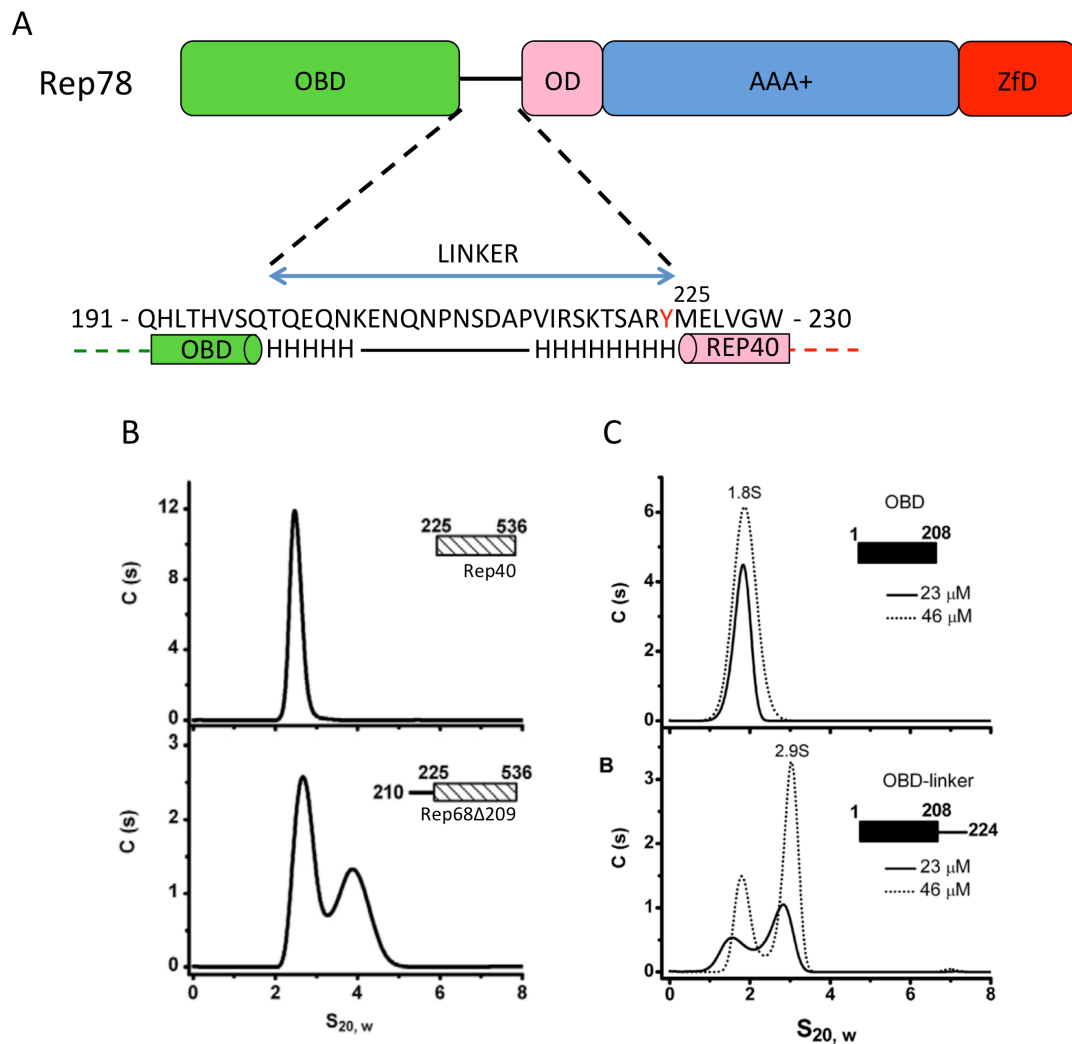 A
Rep78
OBD
OD
AAA+
ZfD
LINKER
225
191 - QHLTHVSQTQEQNKENQNPNSDAPVIRSKTSARYMELVGW - 230
OBD HHHHH HHHHHHHH REP40
B
C
12
8
4
0
C (s)
225 536
Rep40
3
2
1
0
C (s)
225 536
210
Rep68Δ209
0 2 4 6 8
S20, w
6
4
2
0
C (s)
1.8S
OBD
1 208
23 μM
46 μM
B
3
2
1
0
C (s)
2.9S
OBD-linker
1 208
224
23 μM
46 μM
0 2 4 6 8
S20, w